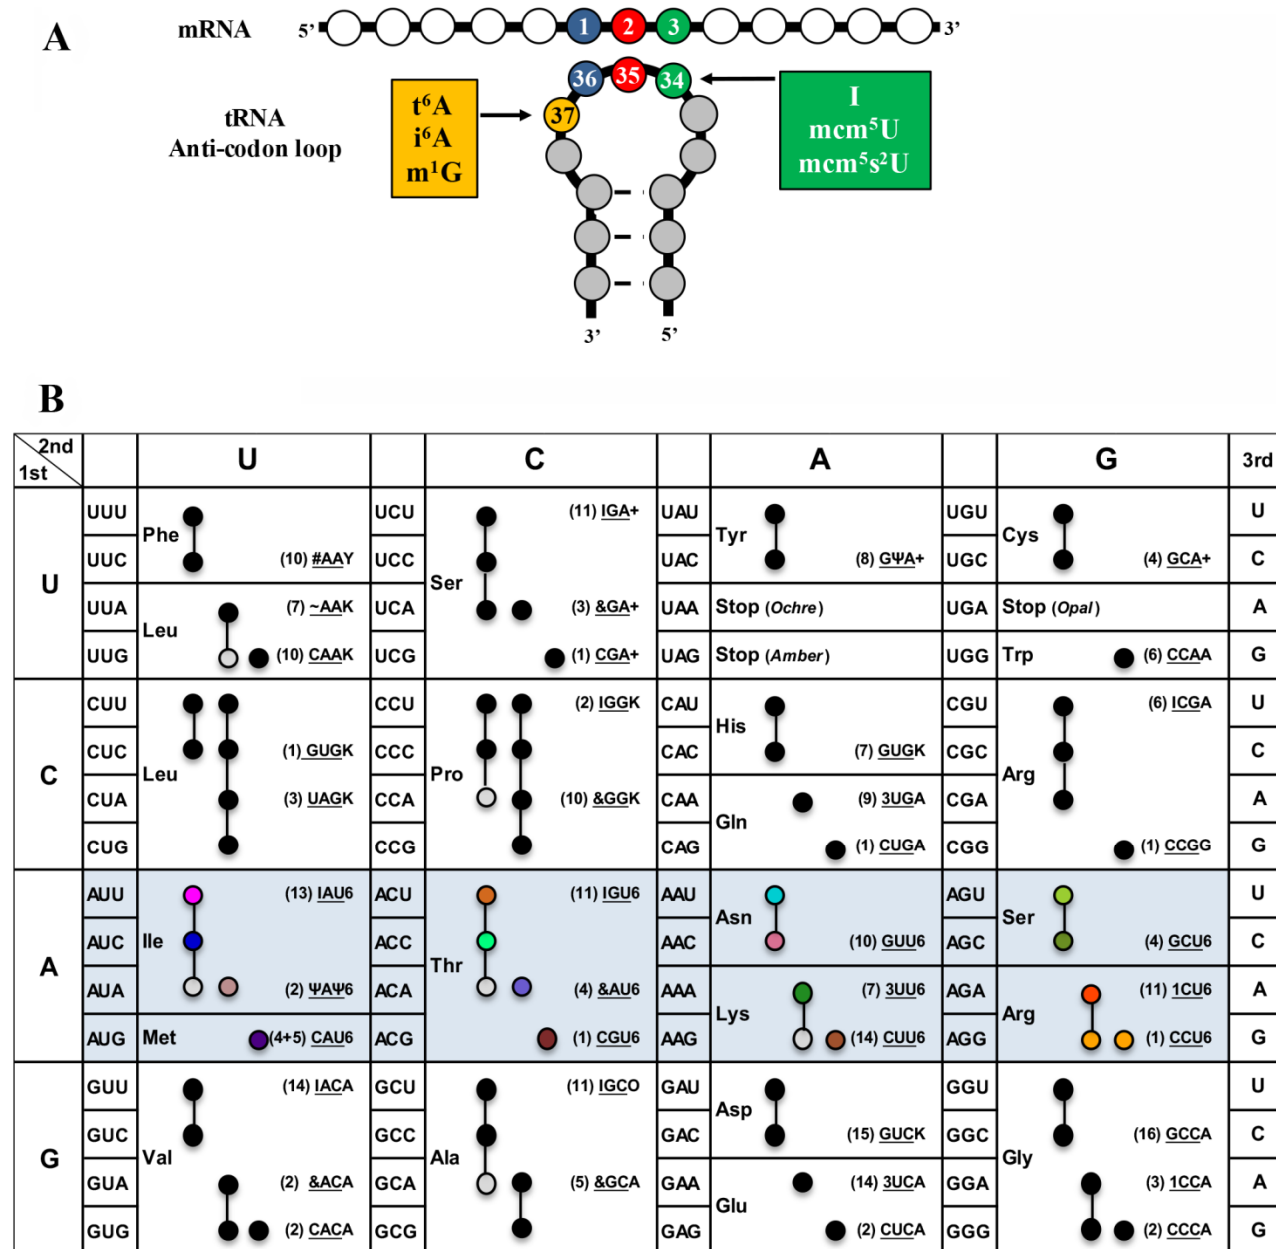 A
mRNA 5’ 1 2 3 3’
36 35 34
37
t⁶A
i⁶A
m¹G
tRNA
Anti-codon loop
I
mcm⁵U
mcm⁵s²U
3’ 5’
B
2nd
1st U C A G 3rd
U
UUU Phe UCU Ser (11) IGA+ UAU Tyr UGU Cys U
UUC (10) #AAY UCC UAC (8) GΨA+ UGC (4) GCA+ C
UUA Leu (7) ~AAK UCA (3) &GA+ UAA Stop (Ochre) UGA Stop (Opal) A
UUG (10) CAAK UCG (1) CGA+ UAG Stop (Amber) UGG Trp (6) CCAA G
C
CUU Leu CCU Pro (2) IGGK CAU His CGU Arg (6) ICGA U
CUC (1) GUGK CCC CAC (7) GUGK CGC C
CUA (3) UAGK CCA (10) &GGK CAA Gln (9) 3UGA CGA A
CUG CCG CAG (1) CUGA CGG (1) CCGG G
A
AUU Ile (13) IAU6 ACU Thr (11) IGU6 AAU Asn AGU Ser U
AUC ACC AAC (10) GUU6 AGC (4) GCU6 C
AUA (2) ΨAΨ6 ACA (4) &AU6 AAA Lys (7) 3UU6 AGA Arg (11) 1CU6 A
AUG Met (4+5) CAU6 ACG (1) CGU6 AAG (14) CUU6 AGG (1) CCU6 G
G
GUU Val (14) IACA GCU Ala (11) IGCO GAU Asp GGU Gly U
GUC GCC GAC (15) GUCK GGC (16) GCCA C
GUA (2) &ACA GCA (5) &GCA GAA Glu (14) 3UCA GGA (3) 1CCA A
GUG (2) CACA GCG GAG (2) CUCA GGG (2) CCCA G